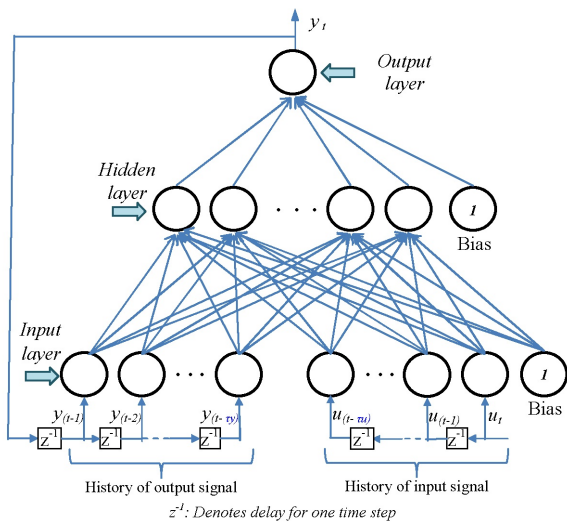 y t
Output
layer
Hidden
layer
. . .
1
Bias
Input
layer
... ...
1
Bias
y(t-1) y(t-2) y(t- τy) u(t- τu) u(t-1) u t
z-1 z-1 z-1 z-1 z-1
History of output signal History of input signal
z-1: Denotes delay for one time step